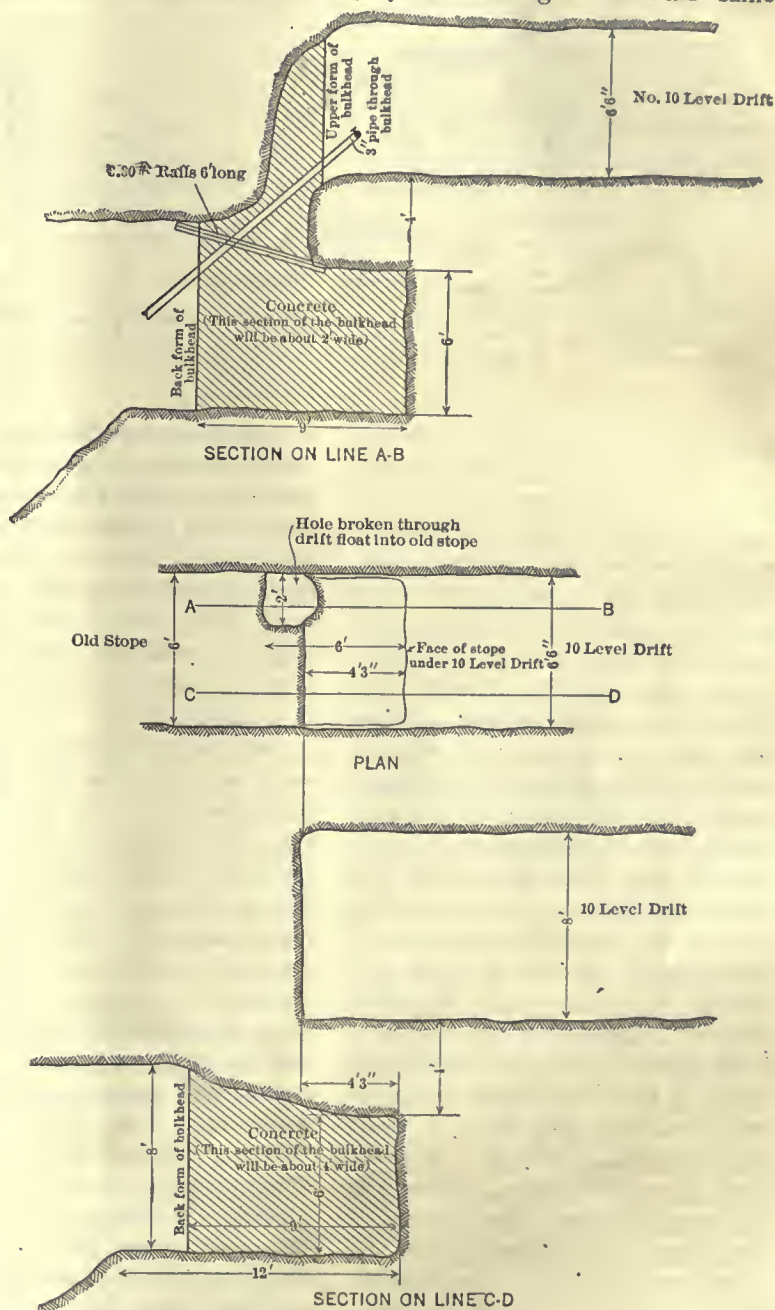 Upper form of
bulkhead
3" pipe through
bulkhead
No. 10 Level Drift
6'6"
Rails 6' long
4'
Concrete
(This section of the bulkhead
will be about 2' wide)
Back form of
bulkhead
6'
9'
SECTION ON LINE A-B
Hole broken through
drift float into old stope
A
B
2'
Old Stope
6'
6'
Face of stope
under 10 Level Drift
6'6"
10 Level Drift
4'3"
C
D
PLAN
8'
10 Level Drift
4'3"
8'
Back form of bulkhead
Concrete
(This section of the bulkhead
will be about 4' wide)
6'
9'
12'
SECTION ON LINE C-D